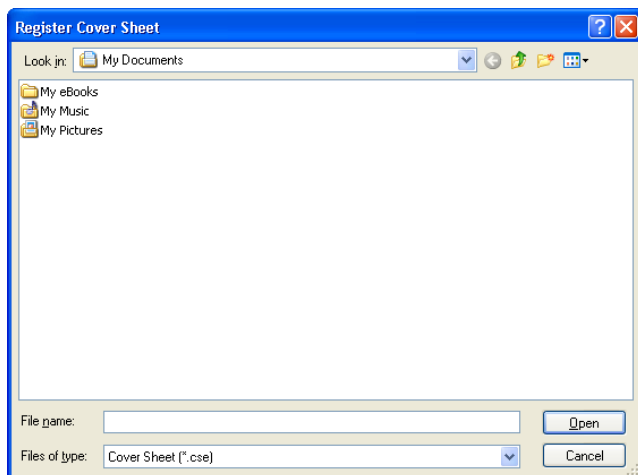 Register Cover Sheet
Look in: My Documents
My eBooks
My Music
My Pictures
File name: Open
Files of type: Cover Sheet (*.cse) Cancel